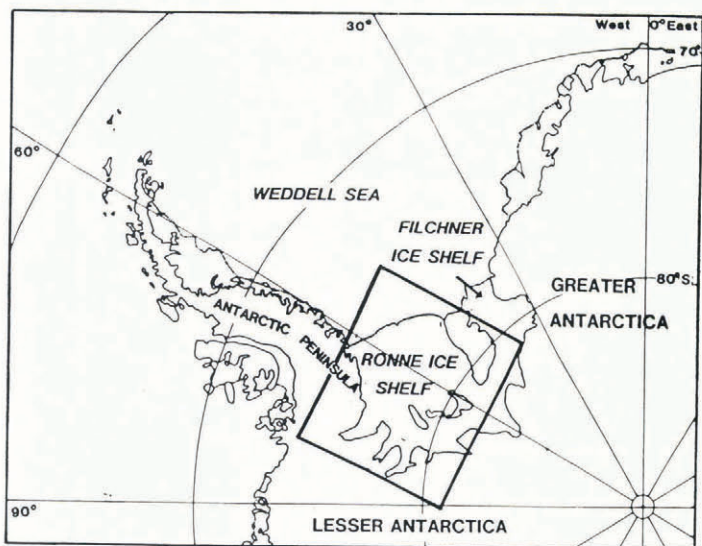 West 0° East
30°
70°
60°
WEDDELL SEA
FILCHNER
ICE SHELF
80°S.
GREATER
ANTARCTICA
ANTARCTIC PENINSULA
RONNE ICE
SHELF
90°
LESSER ANTARCTICA